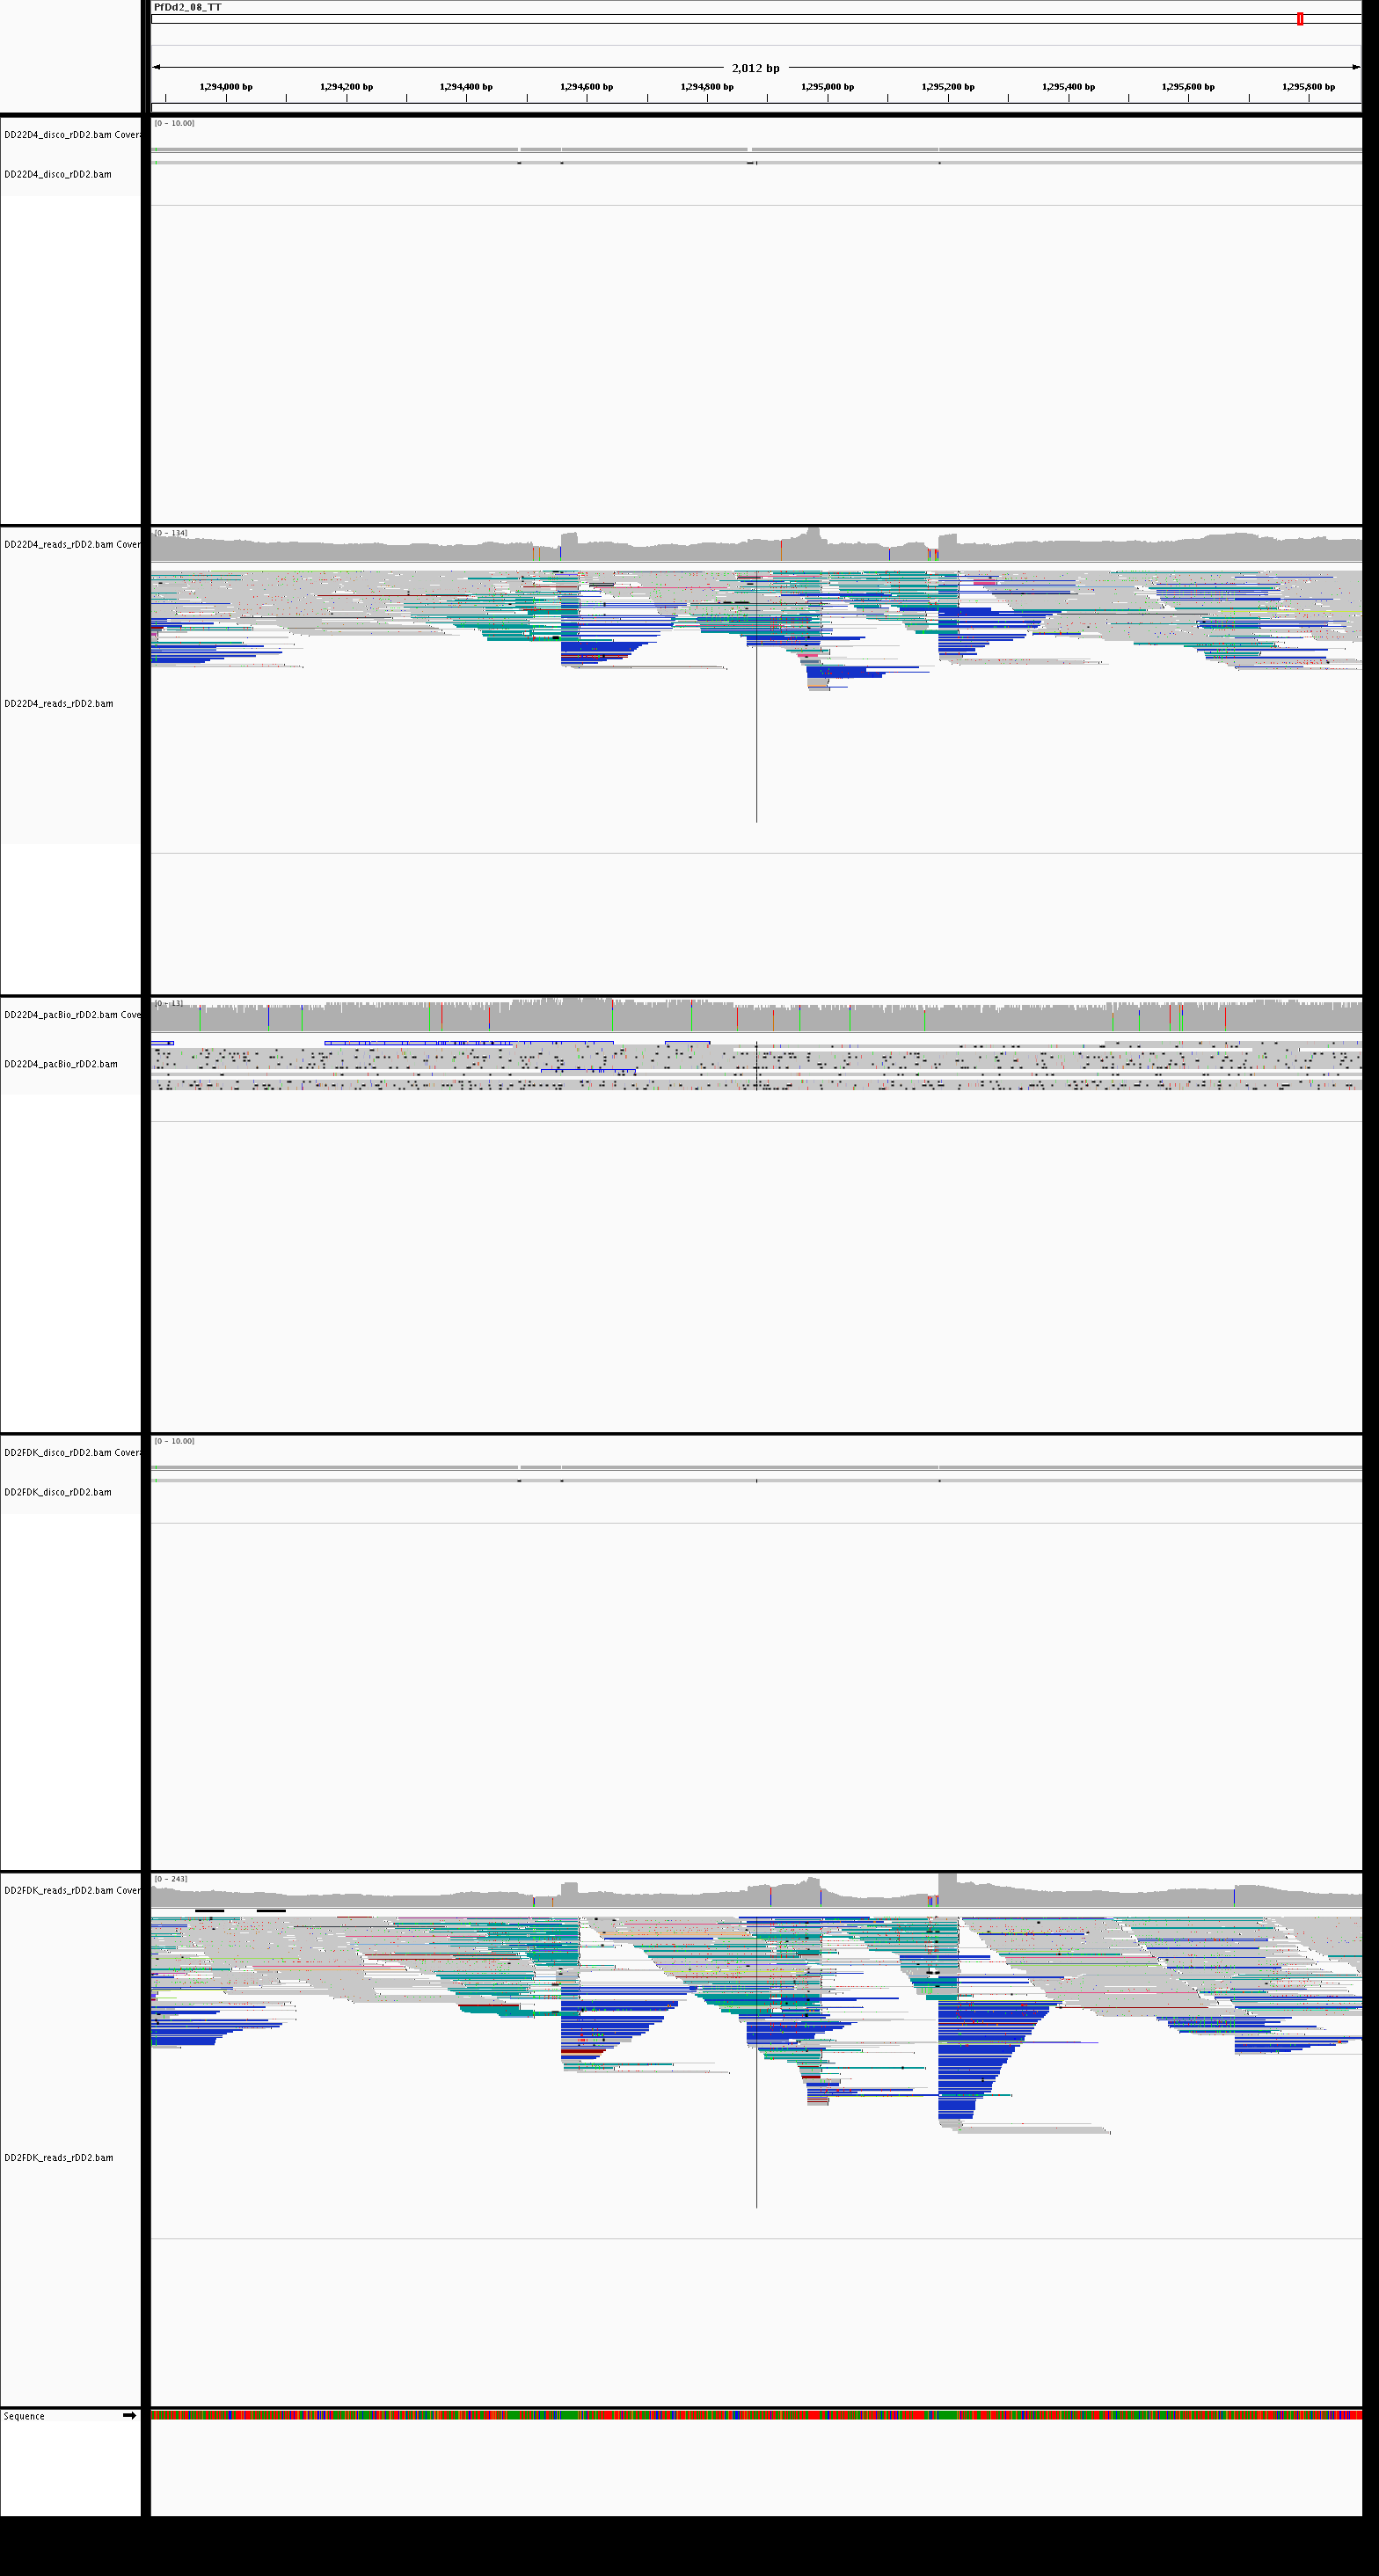 PfDd2_08_TT
2,012 bp
1,294,000 bp 1,294,200 bp 1,294,400 bp 1,294,600 bp 1,294,800 bp 1,295,000 bp 1,295,200 bp 1,295,400 bp 1,295,600 bp 1,295,800 bp
[0 - 10.00]
DD22D4_disco_rDD2.bam Cover
DD22D4_disco_rDD2.bam
[0 - 134]
DD22D4_reads_rDD2.bam Cover
DD22D4_reads_rDD2.bam
[0 - 13]
DD22D4_pacBio_rDD2.bam Cove
DD22D4_pacBio_rDD2.bam
[0 - 10.00]
DD2FDK_disco_rDD2.bam Cover
DD2FDK_disco_rDD2.bam
[0 - 243]
DD2FDK_reads_rDD2.bam Cover
DD2FDK_reads_rDD2.bam
Sequence